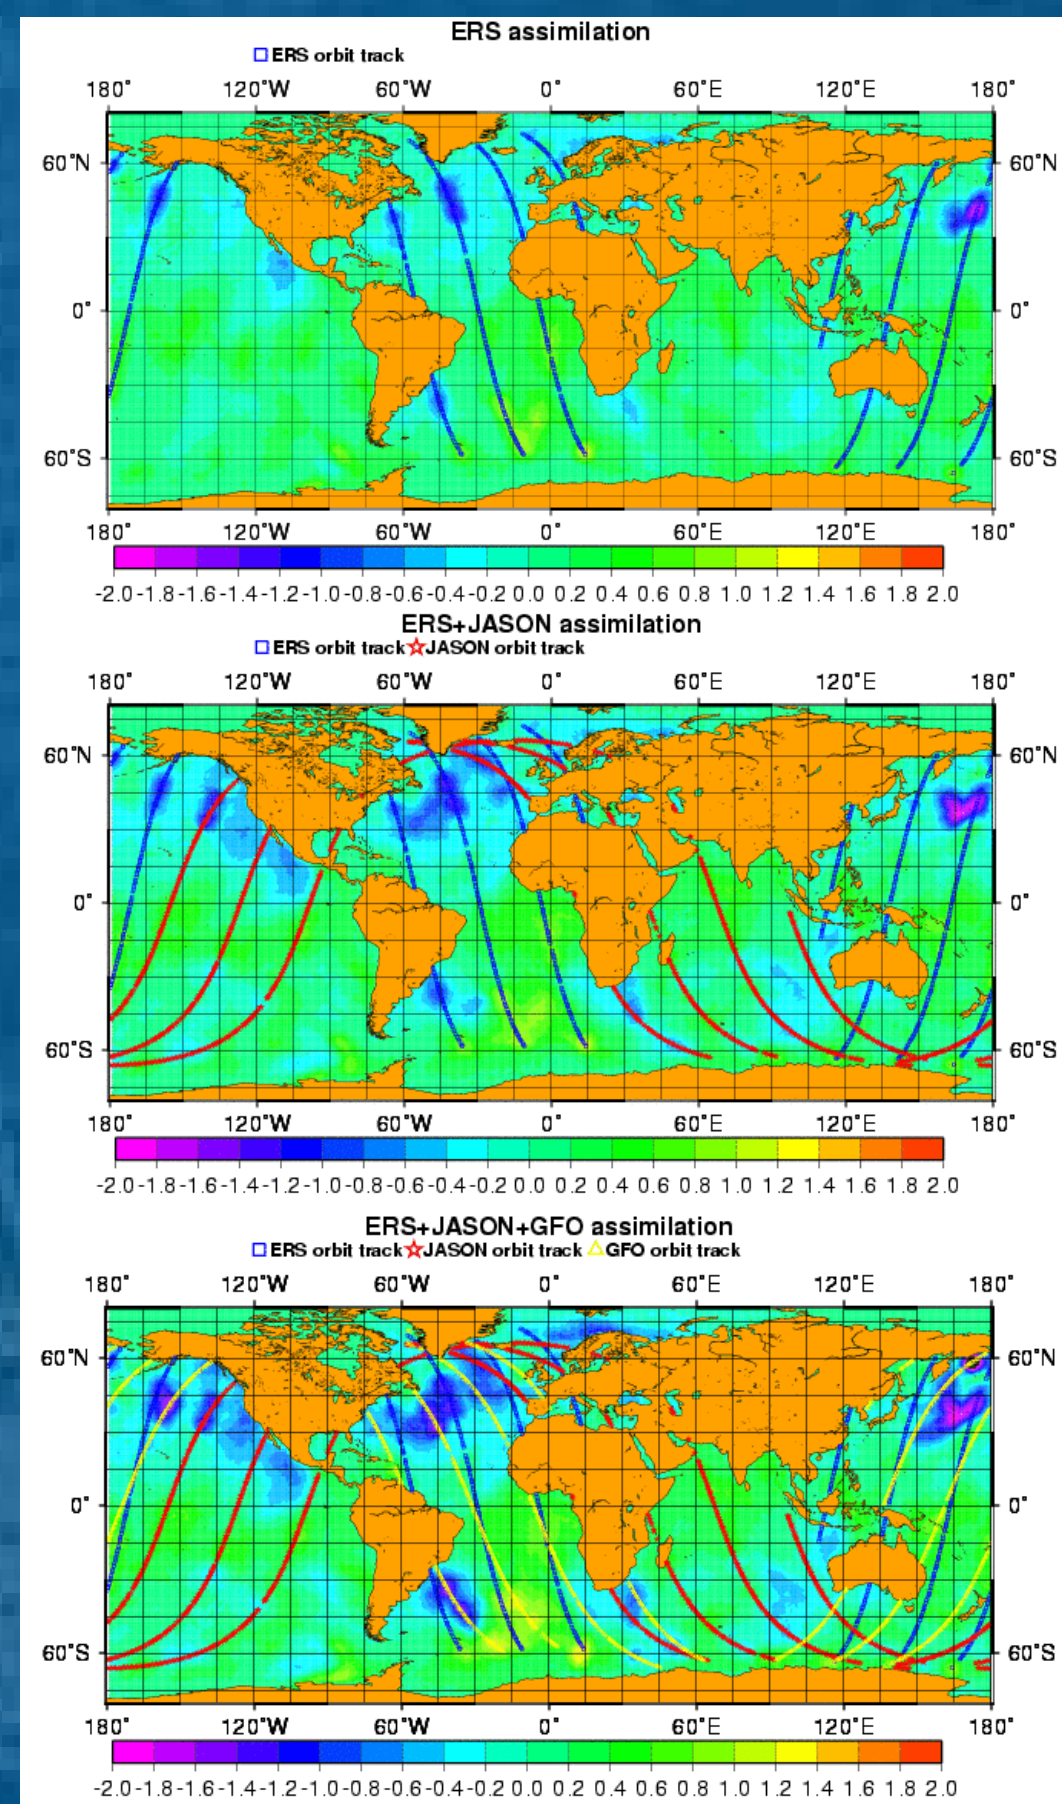 ERS assimilation
ERS orbit track
180° 120°W 60°W 0° 60°E 120°E 180°
60°N 60°N
0° 0°
60°S 60°S
180° 120°W 60°W 0° 60°E 120°E 180°
-2.0 -1.8 -1.6 -1.4 -1.2 -1.0 -0.8 -0.6 -0.4 -0.2 0.0 0.2 0.4 0.6 0.8 1.0 1.2 1.4 1.6 1.8 2.0
ERS+JASON assimilation
ERS orbit track JASON orbit track
180° 120°W 60°W 0° 60°E 120°E 180°
60°N 60°N
0° 0°
60°S 60°S
180° 120°W 60°W 0° 60°E 120°E 180°
-2.0 -1.8 -1.6 -1.4 -1.2 -1.0 -0.8 -0.6 -0.4 -0.2 0.0 0.2 0.4 0.6 0.8 1.0 1.2 1.4 1.6 1.8 2.0
ERS+JASON+GFO assimilation
ERS orbit track JASON orbit track GFO orbit track
180° 120°W 60°W 0° 60°E 120°E 180°
60°N 60°N
0° 0°
60°S 60°S
180° 120°W 60°W 0° 60°E 120°E 180°
-2.0 -1.8 -1.6 -1.4 -1.2 -1.0 -0.8 -0.6 -0.4 -0.2 0.0 0.2 0.4 0.6 0.8 1.0 1.2 1.4 1.6 1.8 2.0